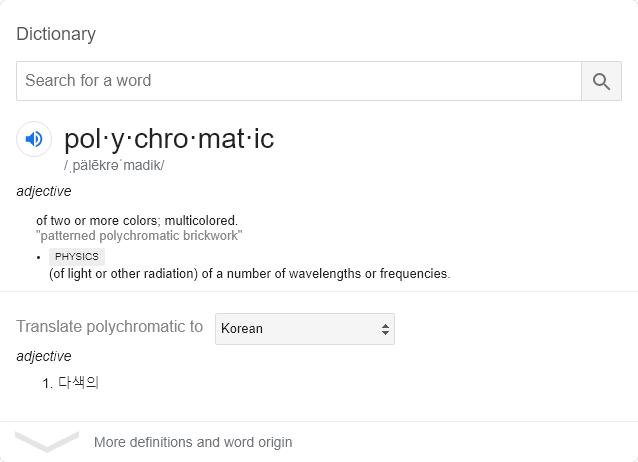 Dictionary
Search for a word
pol·y·chro·mat·ic
/ˌpälēkrəˈmadik/
adjective
of two or more colors; multicolored.
"patterned polychromatic brickwork"
• PHYSICS
(of light or other radiation) of a number of wavelengths or frequencies.
Translate polychromatic to Korean
adjective
1. 다색의
More definitions and word origin